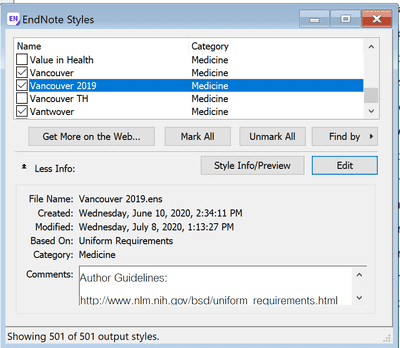 EN EndNote Styles
Name Category
Value in Health Medicine
Vancouver Medicine
Vancouver 2019 Medicine
Vancouver TH Medicine
Vantwover Medicine
Get More on the Web... Mark All Unmark All Find by
Less Info: Style Info/Preview Edit
File Name: Vancouver 2019.ens
Created: Wednesday, June 10, 2020, 2:34:11 PM
Modified: Wednesday, July 8, 2020, 1:13:27 PM
Based On: Uniform Requirements
Category: Medicine
Comments: Author Guidelines:
http://www.nlm.nih.gov/bsd/uniform_requirements.html
Showing 501 of 501 output styles.